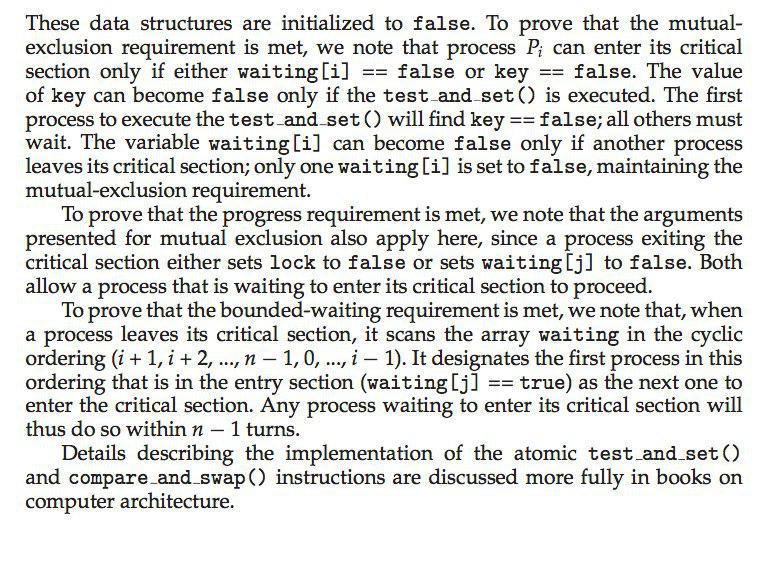 These data structures are initialized to false. To prove that the mutual-
exclusion requirement is met, we note that process Pi can enter its critical
section only if either waiting[i] == false or key == false. The value
of key can become false only if the test_and_set() is executed. The first
process to execute the test_and_set() will find key == false; all others must
wait. The variable waiting[i] can become false only if another process
leaves its critical section; only one waiting[i] is set to false, maintaining the
mutual-exclusion requirement.
To prove that the progress requirement is met, we note that the arguments
presented for mutual exclusion also apply here, since a process exiting the
critical section either sets lock to false or sets waiting[j] to false. Both
allow a process that is waiting to enter its critical section to proceed.
To prove that the bounded-waiting requirement is met, we note that, when
a process leaves its critical section, it scans the array waiting in the cyclic
ordering (i + 1, i + 2, ..., n − 1, 0, ..., i − 1). It designates the first process in this
ordering that is in the entry section (waiting[j] == true) as the next one to
enter the critical section. Any process waiting to enter its critical section will
thus do so within n − 1 turns.
Details describing the implementation of the atomic test_and_set()
and compare_and_swap() instructions are discussed more fully in books on
computer architecture.